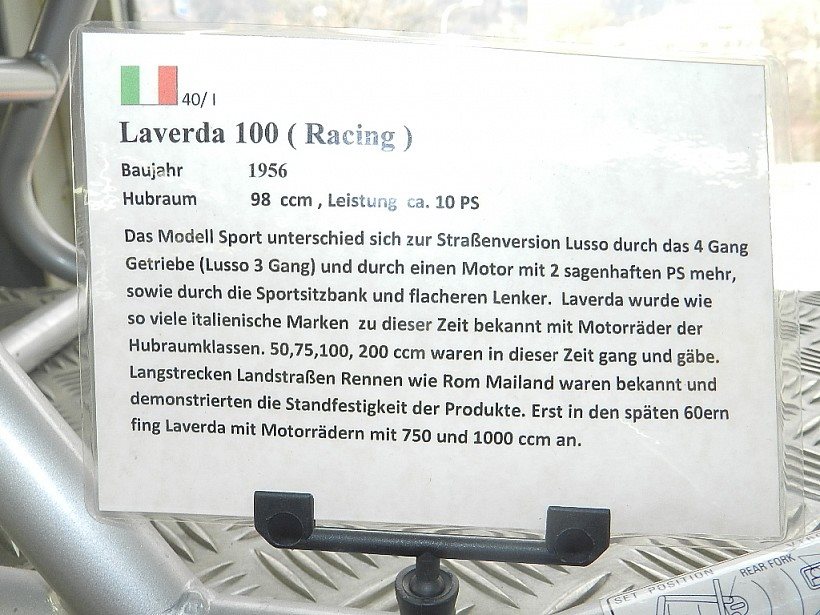 40/ I
Laverda 100 ( Racing )
Baujahr 1956
Hubraum 98 ccm , Leistung ca. 10 PS
Das Modell Sport unterschied sich zur Straßenversion Lusso durch das 4 Gang
Getriebe (Lusso 3 Gang) und durch einen Motor mit 2 sagenhaften PS mehr,
sowie durch die Sportsitzbank und flacheren Lenker. Laverda wurde wie
so viele italienische Marken zu dieser Zeit bekannt mit Motorräder der
Hubraumklassen. 50,75,100, 200 ccm waren in dieser Zeit gang und gäbe.
Langstrecken Landstraßen Rennen wie Rom Mailand waren bekannt und
demonstrierten die Standfestigkeit der Produkte. Erst in den späten 60ern
fing Laverda mit Motorrädern mit 750 und 1000 ccm an.
SET POSITION
REAR FORK